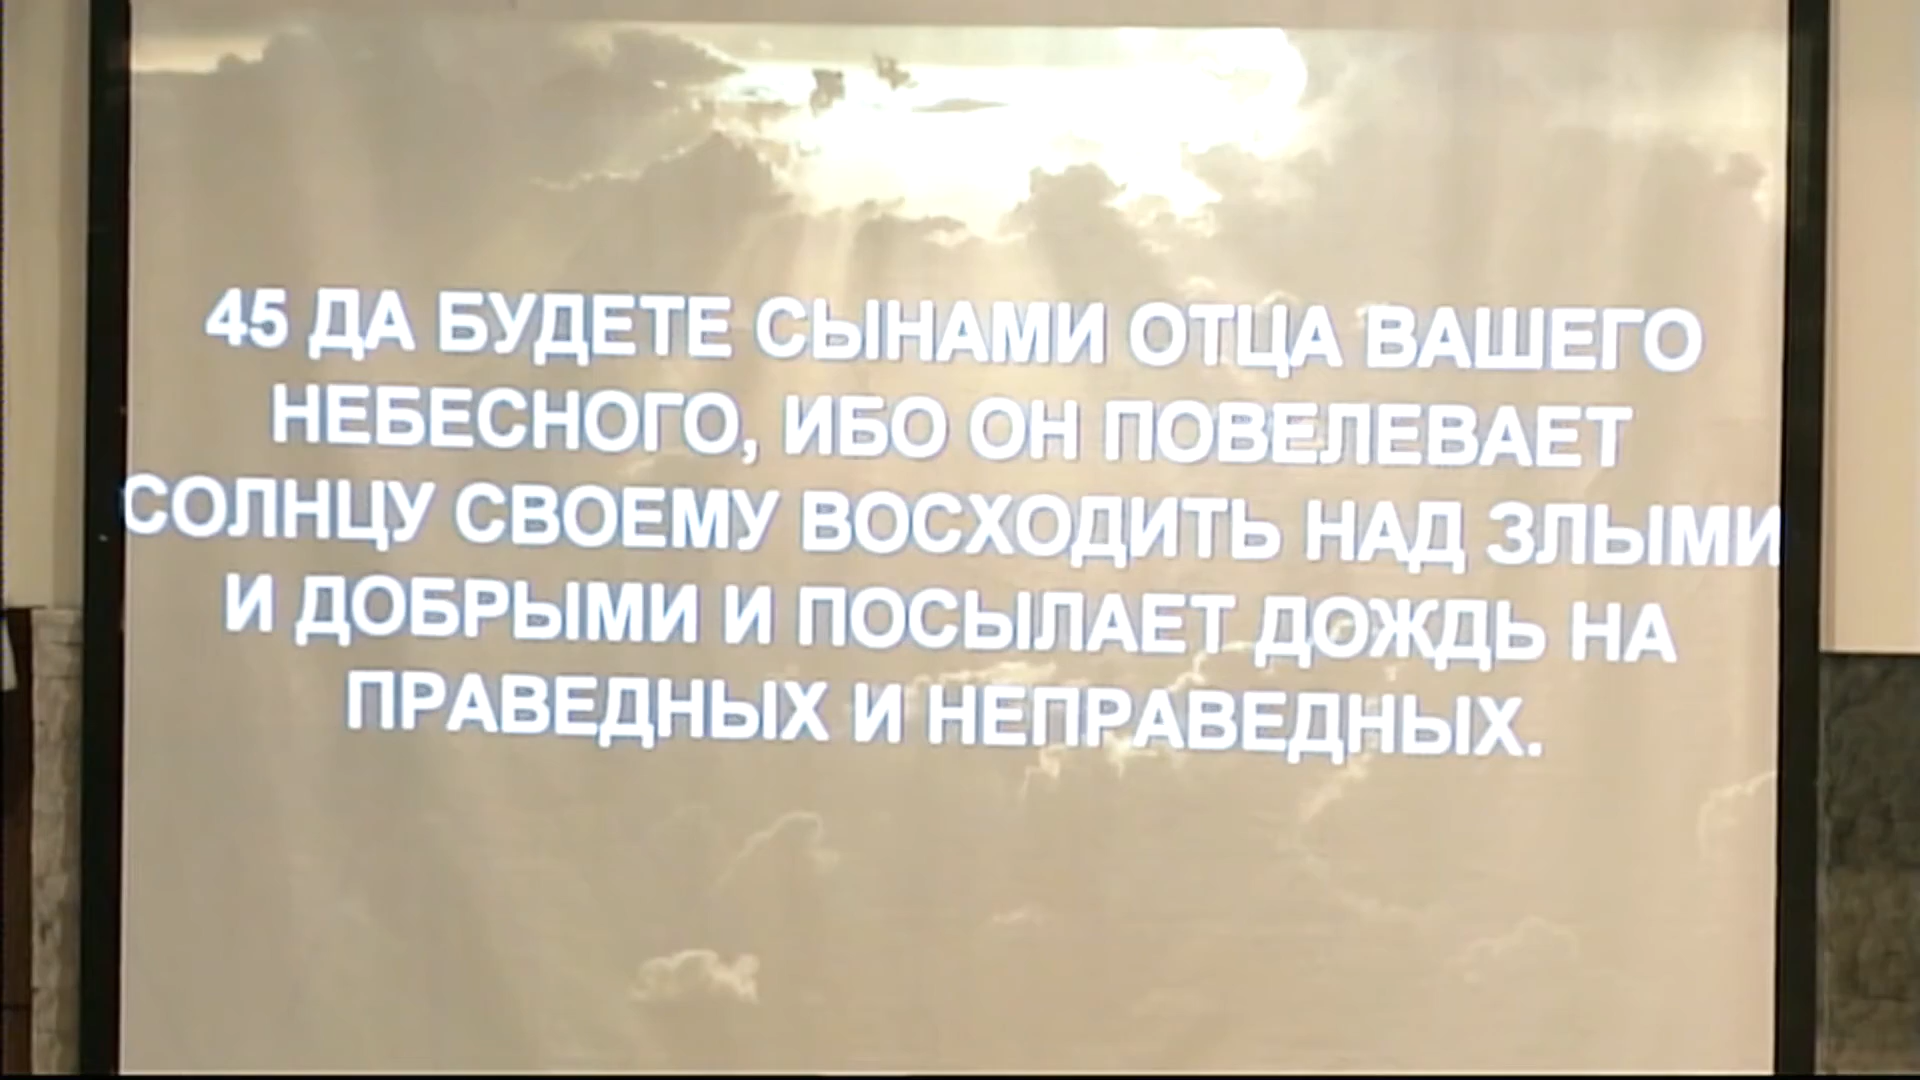 45 ДА БУДЕТЕ СЫНАМИ ОТЦА ВАШЕГО
НЕБЕСНОГО, ИБО ОН ПОВЕЛЕВАЕТ
СОЛНЦУ СВОЕМУ ВОСХОДИТЬ НАД ЗЛЫМИ
И ДОБРЫМИ И ПОСЫЛАЕТ ДОЖДЬ НА
ПРАВЕДНЫХ И НЕПРАВЕДНЫХ.